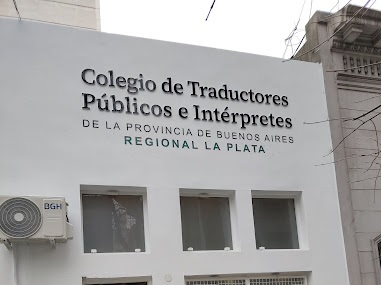 Colegio de Traductores
Públicos e Intérpretes
DE LA PROVINCIA DE BUENOS AIRES
REGIONAL LA PLATA
BGH